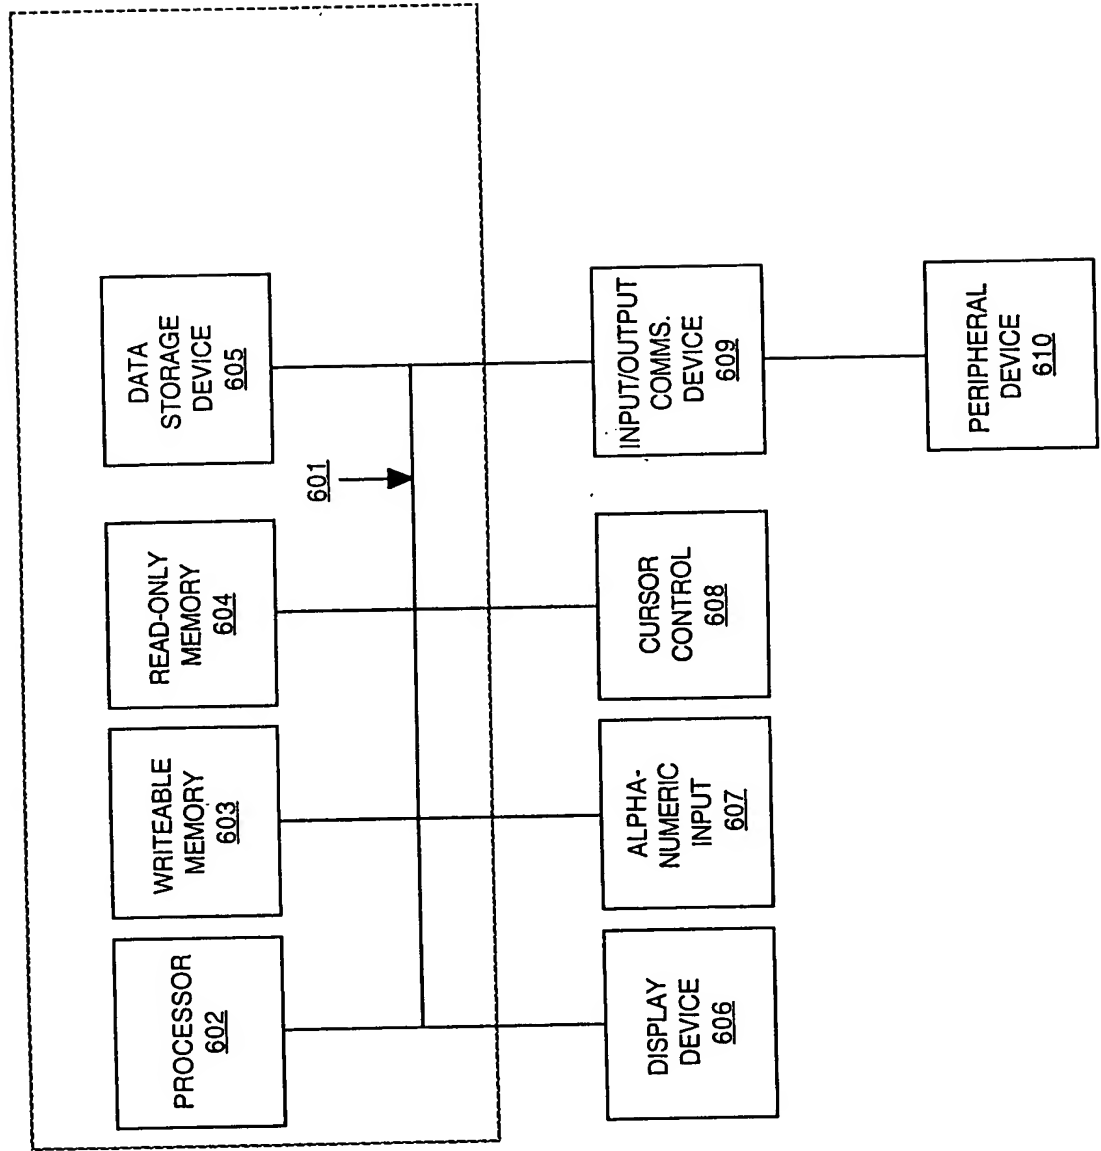 PROCESSOR
602
WRITEABLE
MEMORY
603
READ-ONLY
MEMORY
604
DATA
STORAGE
DEVICE
605
601
DISPLAY
DEVICE
606
ALPHA-
NUMERIC
INPUT
607
CURSOR
CONTROL
608
INPUT/OUTPUT
COMMS.
DEVICE
609
PERIPHERAL
DEVICE
610